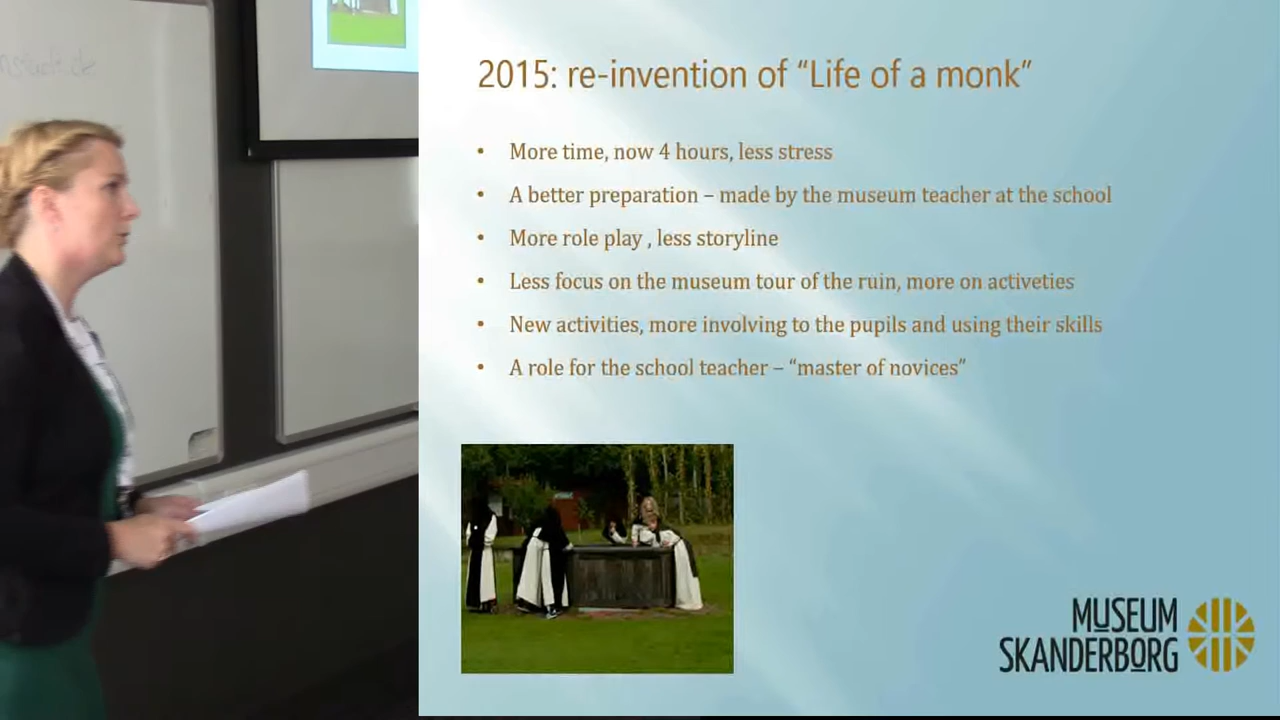 2015: re-invention of “Life of a monk”
• More time, now 4 hours, less stress
• A better preparation – made by the museum teacher at the school
• More role play , less storyline
• Less focus on the museum tour of the ruin, more on activeties
• New activities, more involving to the pupils and using their skills
• A role for the school teacher – “master of novices”
MUSEUM
SKANDERBORG